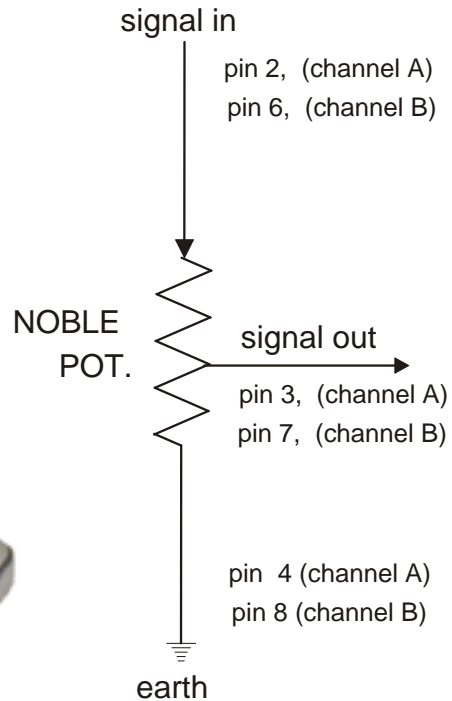 signal in
pin 2, (channel A)
pin 6, (channel B)
NOBLE
POT.
signal out
pin 3, (channel A)
pin 7, (channel B)
pin 4 (channel A)
pin 8 (channel B)
earth